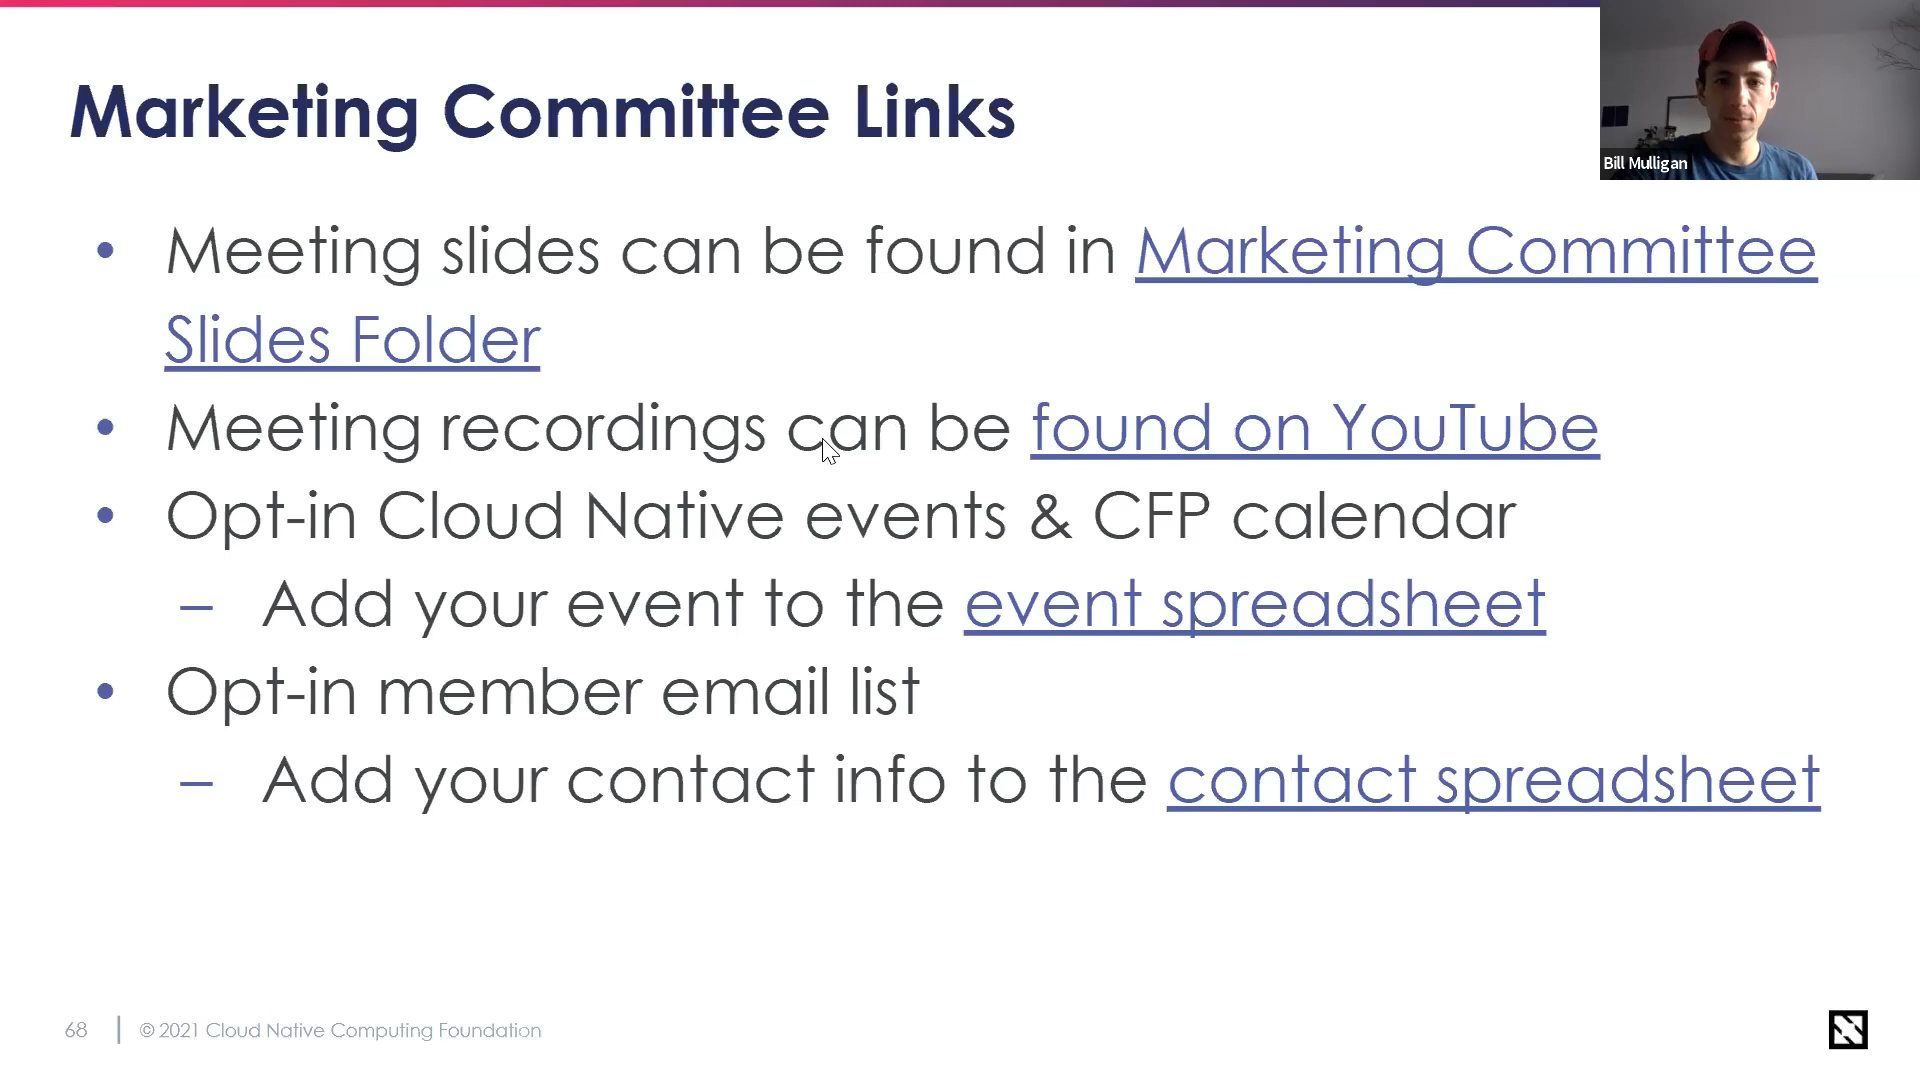 Marketing Committee Links
Bill Mulligan
• Meeting slides can be found in Marketing Committee
Slides Folder
• Meeting recordings can be found on YouTube
• Opt-in Cloud Native events & CFP calendar
– Add your event to the event spreadsheet
• Opt-in member email list
– Add your contact info to the contact spreadsheet
68 | © 2021 Cloud Native Computing Foundation